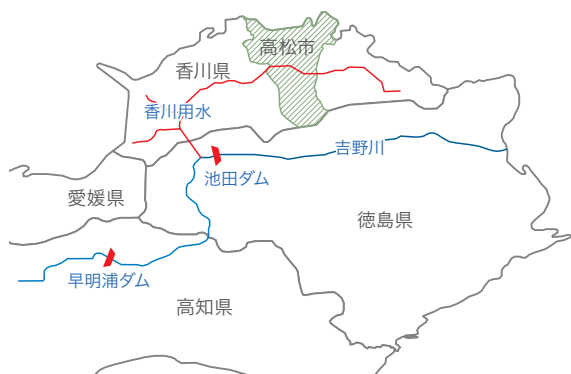 高松市
香川県
香川用水
吉野川
池田ダム
愛媛県
徳島県
早明浦ダム
高知県